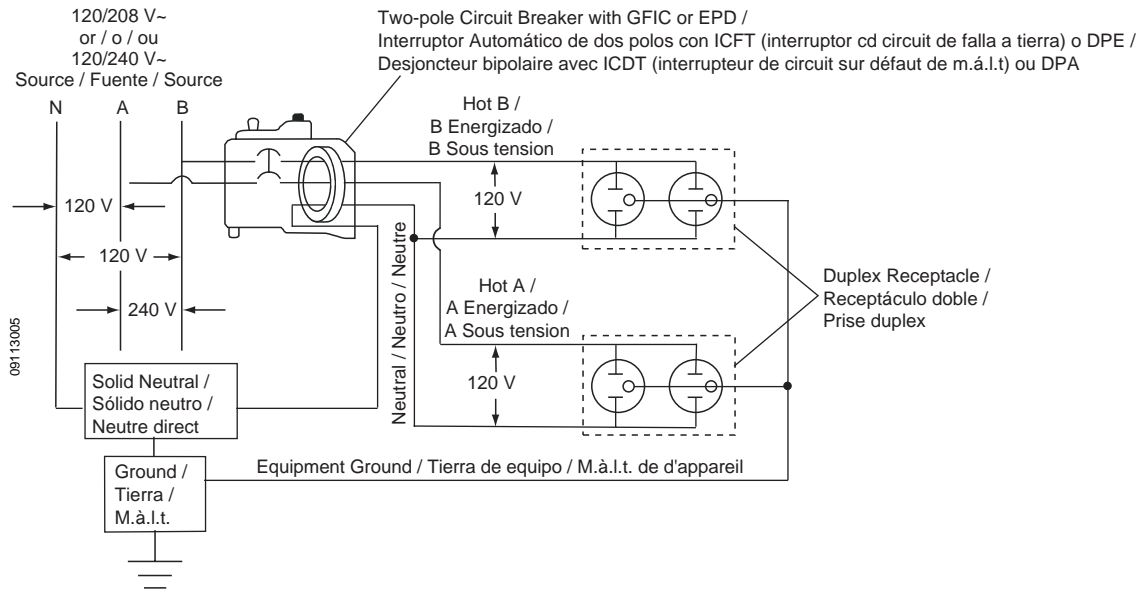 120/208 V~
or / o / ou
120/240 V~
Source / Fuente / Source
N A B
Two-pole Circuit Breaker with GFIC or EPD /
Interruptor Automático de dos polos con ICFT (interruptor cd circuit de falla a tierra) o DPE /
Desjoncteur bipolaire avec ICDT (interrupteur de circuit sur défaut de m.á.l.t) ou DPA
Hot B /
B Energizado /
B Sous tension
120 V
120 V
120 V
240 V
Neutral / Neutro / Neutre
Hot A /
A Energizado /
A Sous tension
120 V
Duplex Receptacle /
Receptáculo doble /
Prise duplex
09113005
Solid Neutral /
Sólido neutro /
Neutre direct
Ground /
Tierra /
M.à.l.t.
Equipment Ground / Tierra de equipo / M.à.l.t. de d'appareil